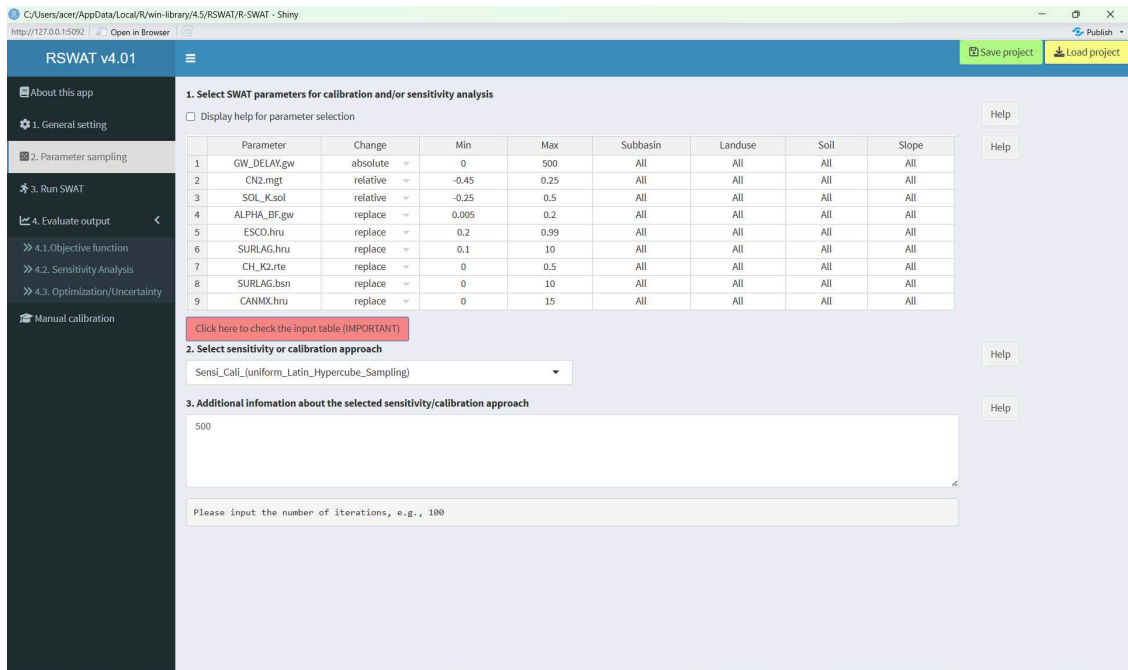 C:/Users/acer/AppData/Local/R/win-library/4.5/RSWAT/R-SWAT - Shiny
http://127.0.0.1:5092 Open in Browser Publish
RSWAT v4.01 Save project Load project
About this app
1. General setting
2. Parameter sampling
3. Run SWAT
4. Evaluate output
4.1.Objective function
4.2. Sensitivity Analysis
4.3. Optimization/Uncertainty
Manual calibration
1. Select SWAT parameters for calibration and/or sensitivity analysis
Display help for parameter selection Help
Parameter Change Min Max Subbasin Landuse Soil Slope Help
1 GW_DELAY.gw absolute 0 500 All All All All
2 CN2.mgt relative -0.45 0.25 All All All All
3 SOL_K.sol relative -0.25 0.5 All All All All
4 ALPHA_BF.gw replace 0.005 0.2 All All All All
5 ESCO.hru replace 0.2 0.99 All All All All
6 SURLAG.hru replace 0.1 10 All All All All
7 CH_K2.rte replace 0 0.5 All All All All
8 SURLAG.bsn replace 0 10 All All All All
9 CANMX.hru replace 0 15 All All All All
Click here to check the input table (IMPORTANT)
2. Select sensitivity or calibration approach Help
Sensi_Cali_(uniform_Latin_Hypercube_Sampling)
3. Additional infomation about the selected sensitivity/calibration approach Help
500
Please input the number of iterations, e.g., 100